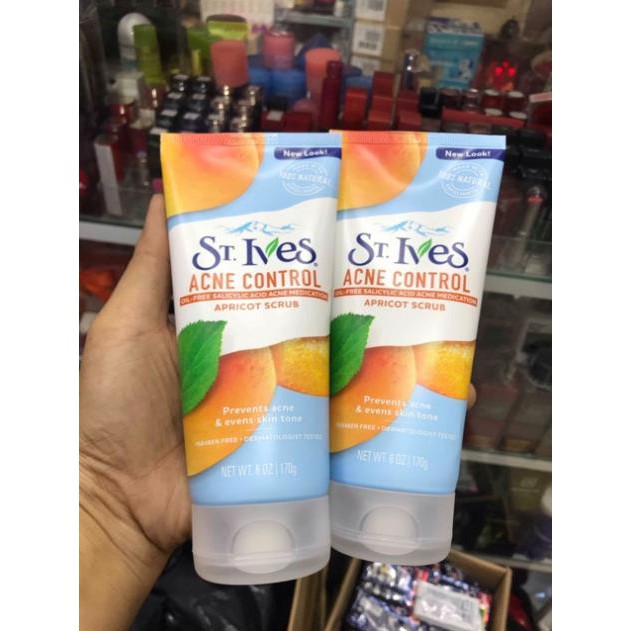 New Look!
100% NATURAL
ST. IVES
ACNE CONTROL
OIL-FREE SALICYLIC ACID ACNE MEDICATION
APRICOT SCRUB
Prevents acne
& evens skin tone
PARABEN FREE • DERMATOLOGIST TESTED
NET WT. 6 OZ | 170g
New Look!
100% NATURAL
ST. IVES
ACNE CONTROL
OIL-FREE SALICYLIC ACID ACNE MEDICATION
APRICOT SCRUB
Prevents acne
& evens skin tone
PARABEN FREE • DERMATOLOGIST TESTED
NET WT. 6 OZ | 170g